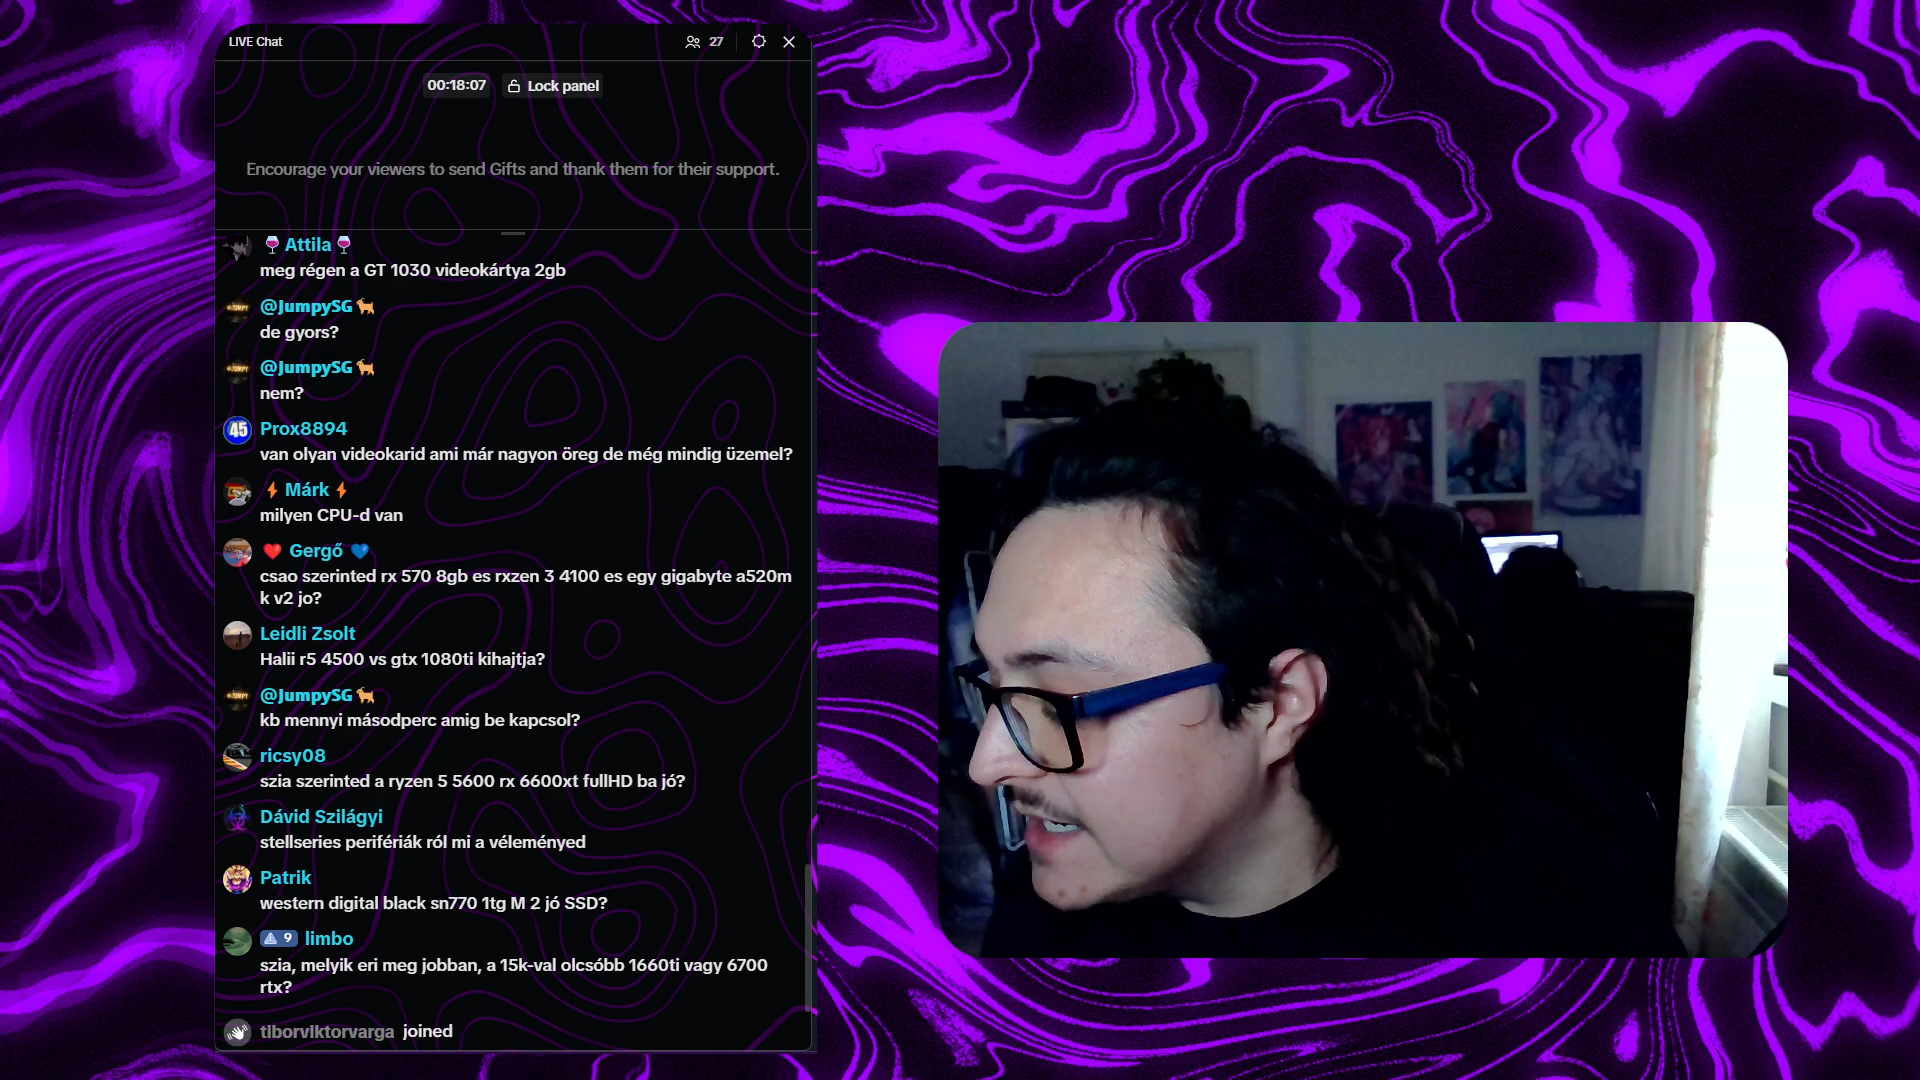 LIVE Chat
27
00:18:07
Lock panel
Encourage your viewers to send Gifts and thank them for their support.
🍷 Attila 🍷
meg régen a GT 1030 videokártya 2gb
@JumpySG 🐕
de gyors?
@JumpySG 🐕
nem?
45
Prox8894
van olyan videokarid ami már nagyon öreg de még mindig üzemel?
⚡ Márk ⚡
milyen CPU-d van
❤️ Gergő 💙
csao szerinted rx 570 8gb es rxzen 3 4100 es egy gigabyte a520m
k v2 jo?
Leidli Zsolt
Halii r5 4500 vs gtx 1080ti kihajtja?
@JumpySG 🐕
kb mennyi másodperc amig be kapcsol?
ricsy08
szia szerinted a ryzen 5 5600 rx 6600xt fullHD ba jó?
Dávid Szilágyi
stellseries perifériák ról mi a véleményed
Patrik
western digital black sn770 1tg M 2 jó SSD?
9 limbo
szia, melyik eri meg jobban, a 15k-val olcsóbb 1660ti vagy 6700
rtx?
tiborviktorvarga joined